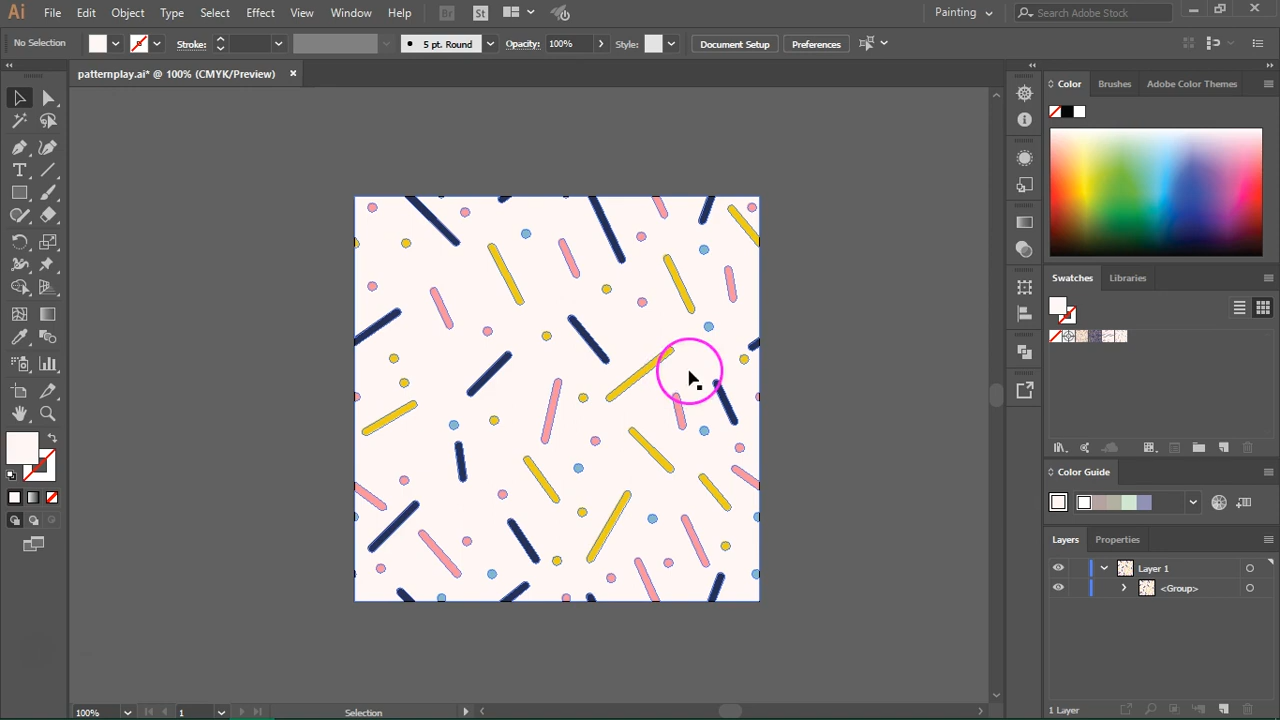 Ai File Edit Object Type Select Effect View Window Help Br St Painting Search Adobe Stock
No Selection Stroke: 5 pt. Round Opacity: 100% Style: Document Setup Preferences
patternplay.ai* @ 100% (CMYK/Preview)
Color Brushes Adobe Color Themes
Swatches Libraries
Color Guide
Layers Properties
Layer 1
<Group>
100% 1 Selection 1 Layer